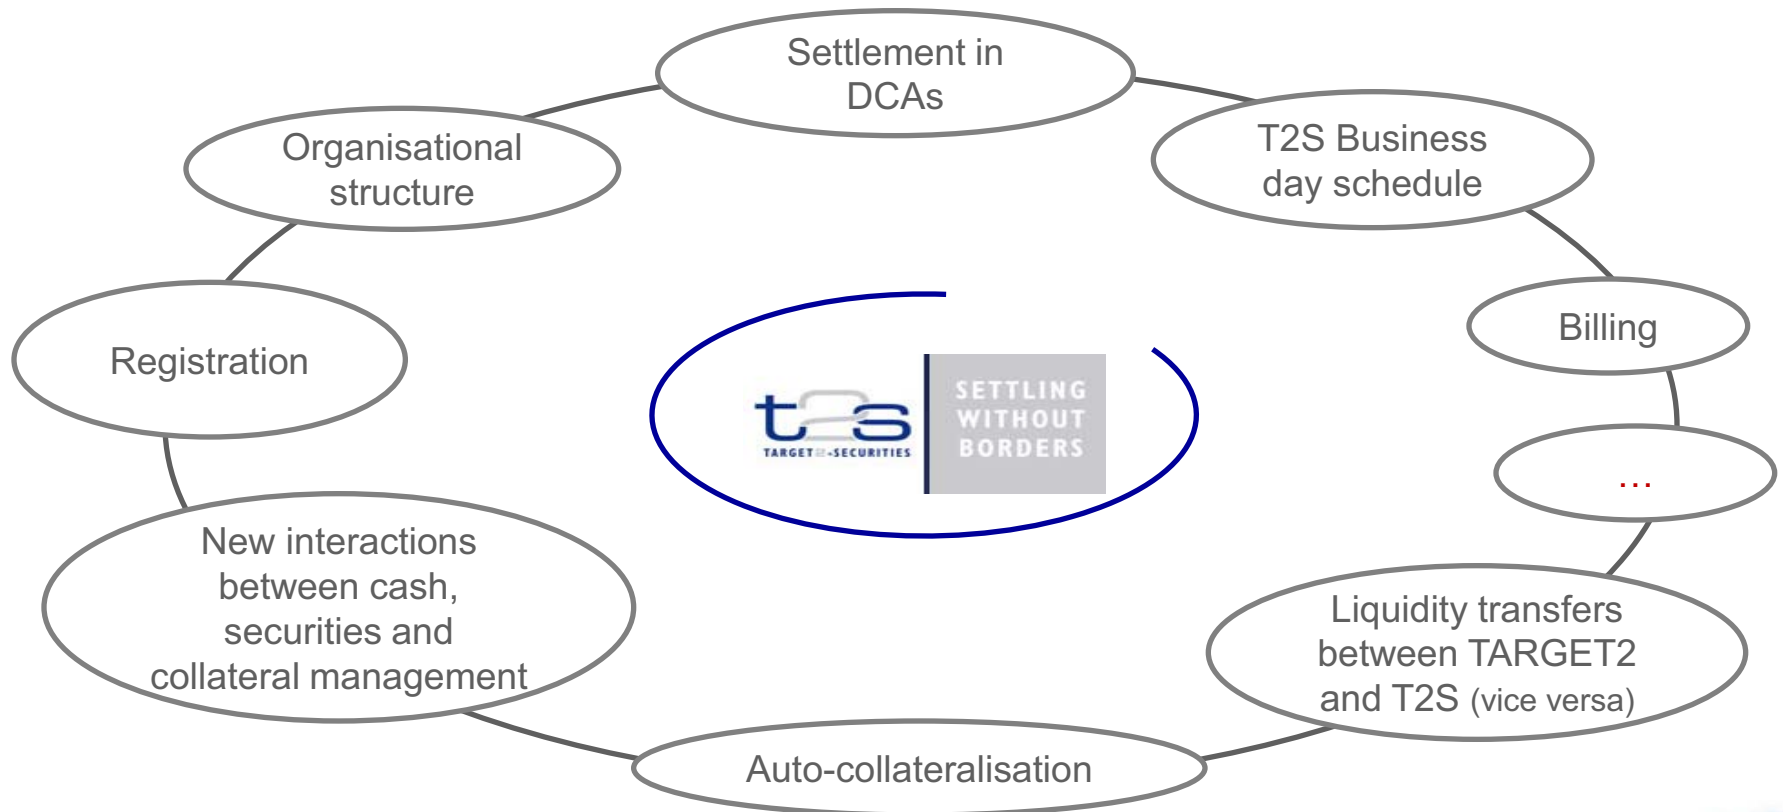 Settlement in
DCAs
Organisational
structure
T2S Business
day schedule
Registration
Billing
t2s
TARGET2-SECURITIES
SETTLING
WITHOUT
BORDERS
...
New interactions
between cash,
securities and
collateral management
Liquidity transfers
between TARGET2
and T2S (vice versa)
Auto-collateralisation